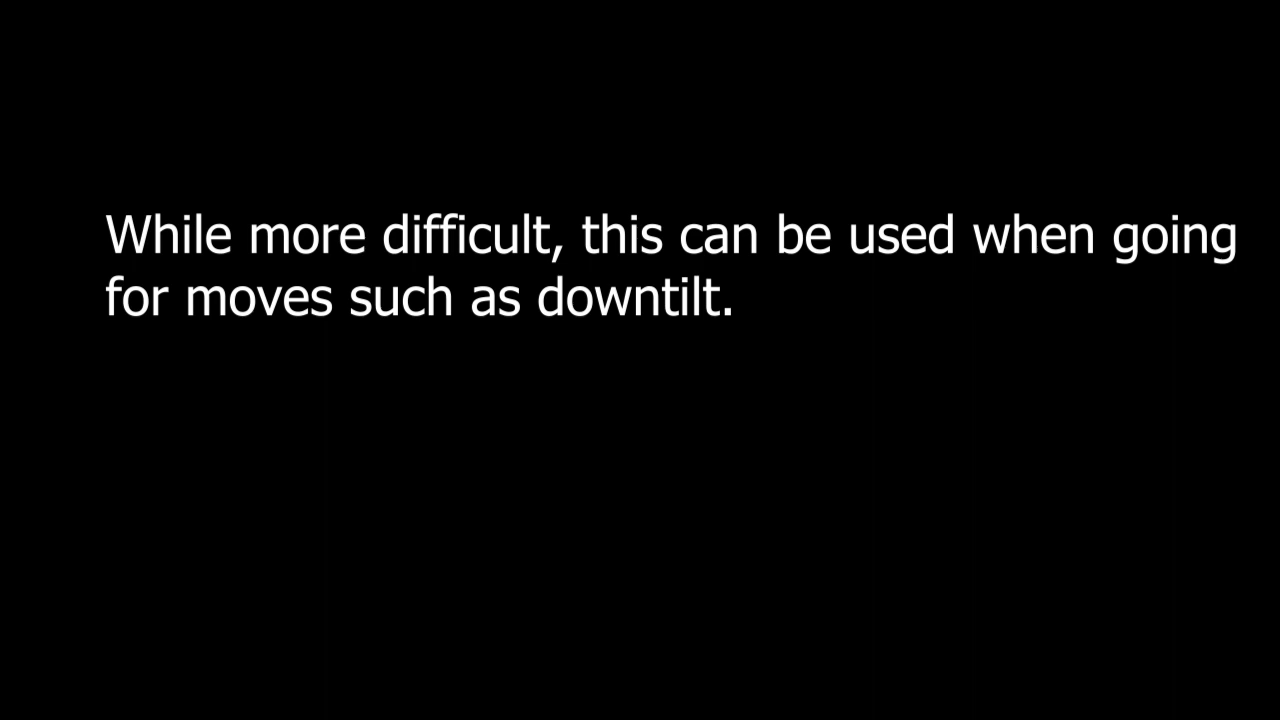 While more difficult, this can be used when going
for moves such as downtilt.